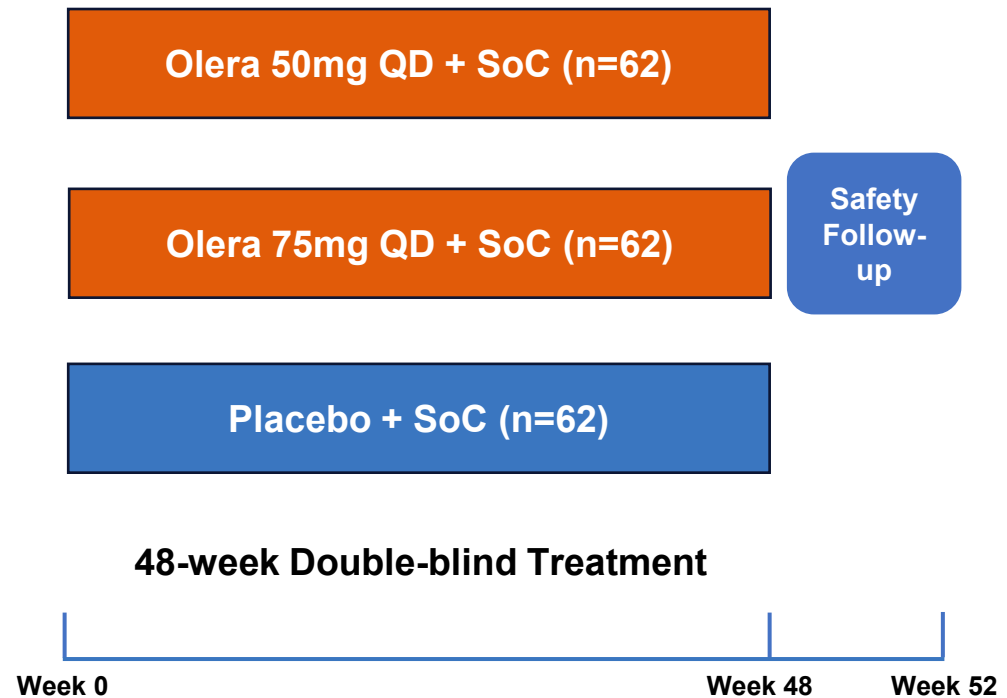 Olera 50mg QD + SoC (n=62)
Olera 75mg QD + SoC (n=62)
Safety
Follow-
up
Placebo + SoC (n=62)
48-week Double-blind Treatment
Week 0
Week 48
Week 52